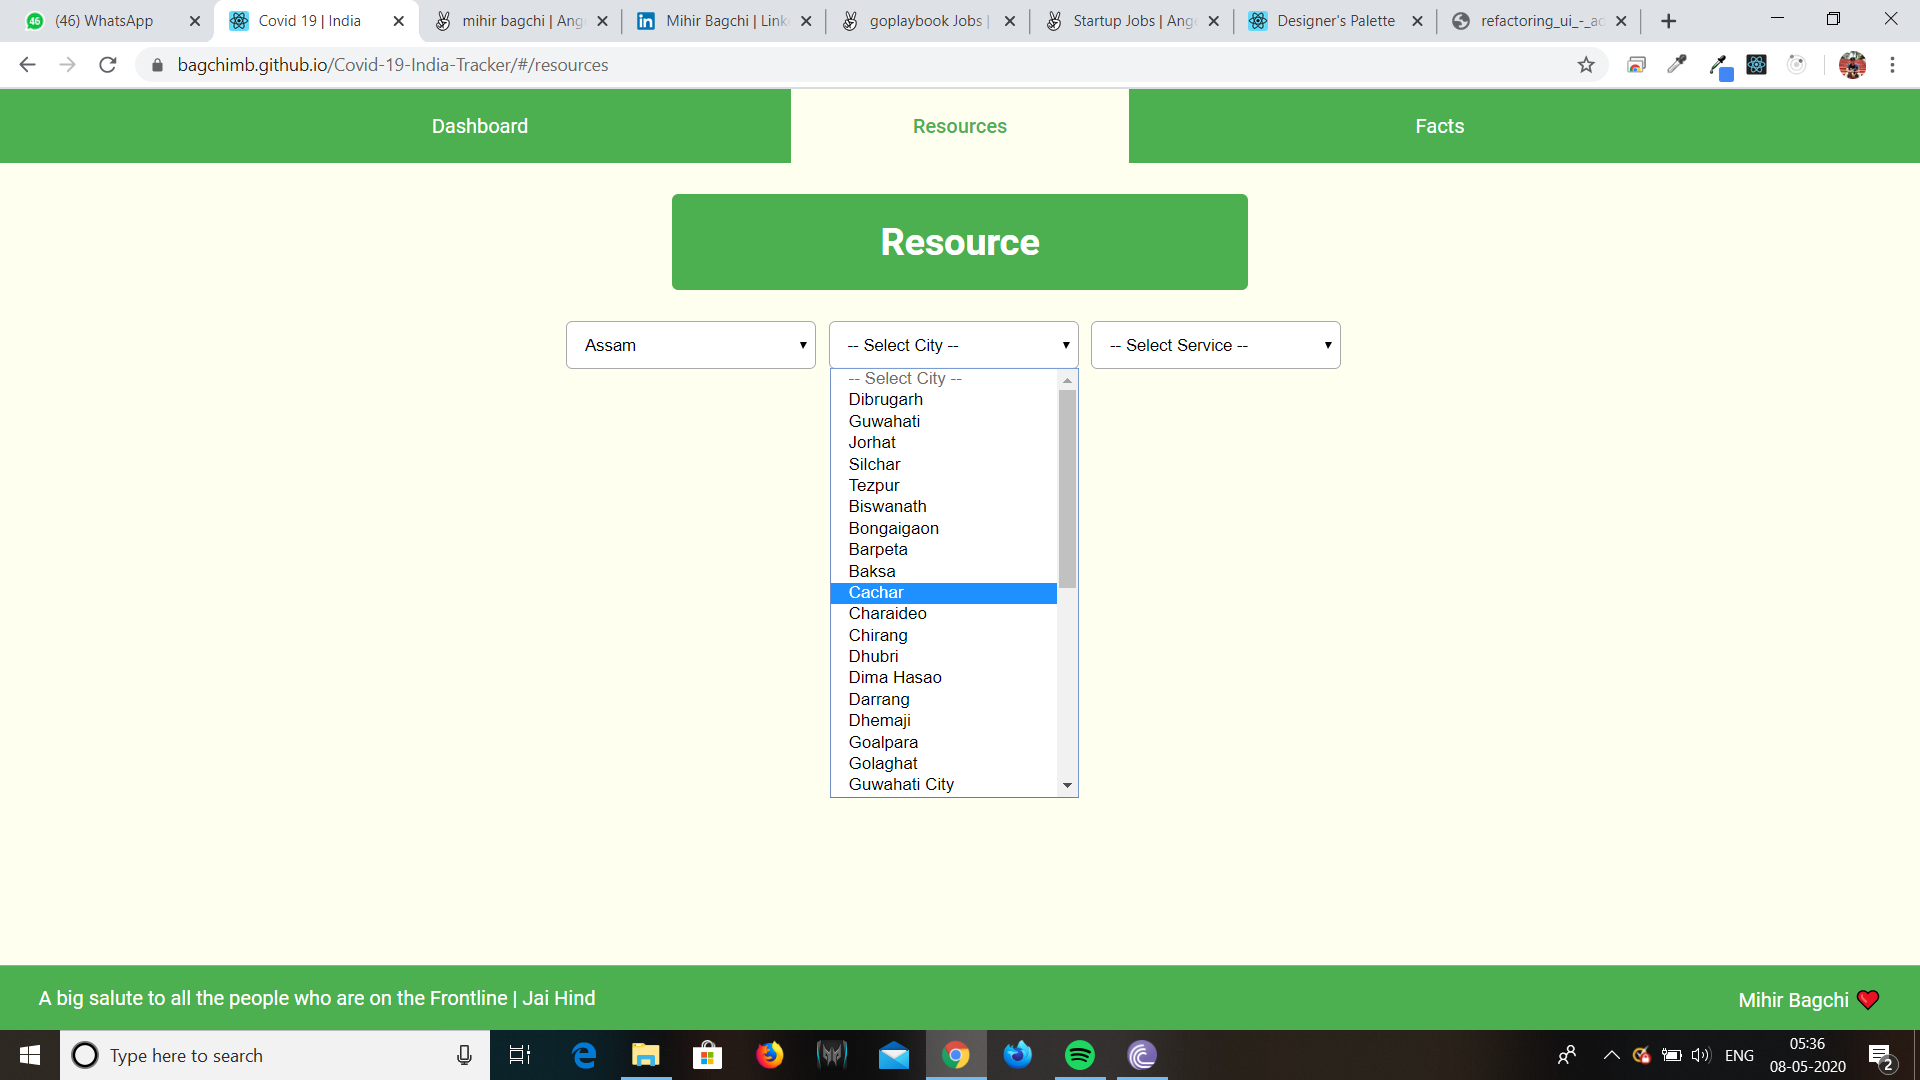 46
(46) WhatsApp
Covid 19 | India
mihir bagchi | Ang
Mihir Bagchi | Link
goplaybook Jobs |
Startup Jobs | Ang
Designer's Palette
refactoring_ui_-_ad
bagchimb.github.io/Covid-19-India-Tracker/#/resources
Dashboard
Resources
Facts
Resource
Assam
-- Select City --
-- Select Service --
-- Select City --
Dibrugarh
Guwahati
Jorhat
Silchar
Tezpur
Biswanath
Bongaigaon
Barpeta
Baksa
Cachar
Charaideo
Chirang
Dhubri
Dima Hasao
Darrang
Dhemaji
Goalpara
Golaghat
Guwahati City
A big salute to all the people who are on the Frontline | Jai Hind
Mihir Bagchi
Type here to search
ENG
05:36
08-05-2020
2